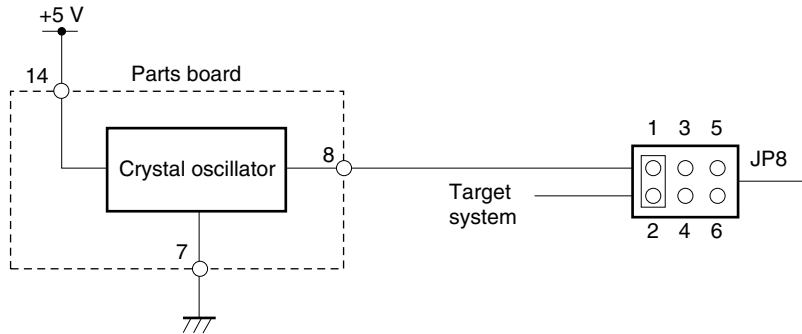 +5 V
14
Parts board
Crystal oscillator
8
7
Target
system
1 3 5
JP8
2 4 6